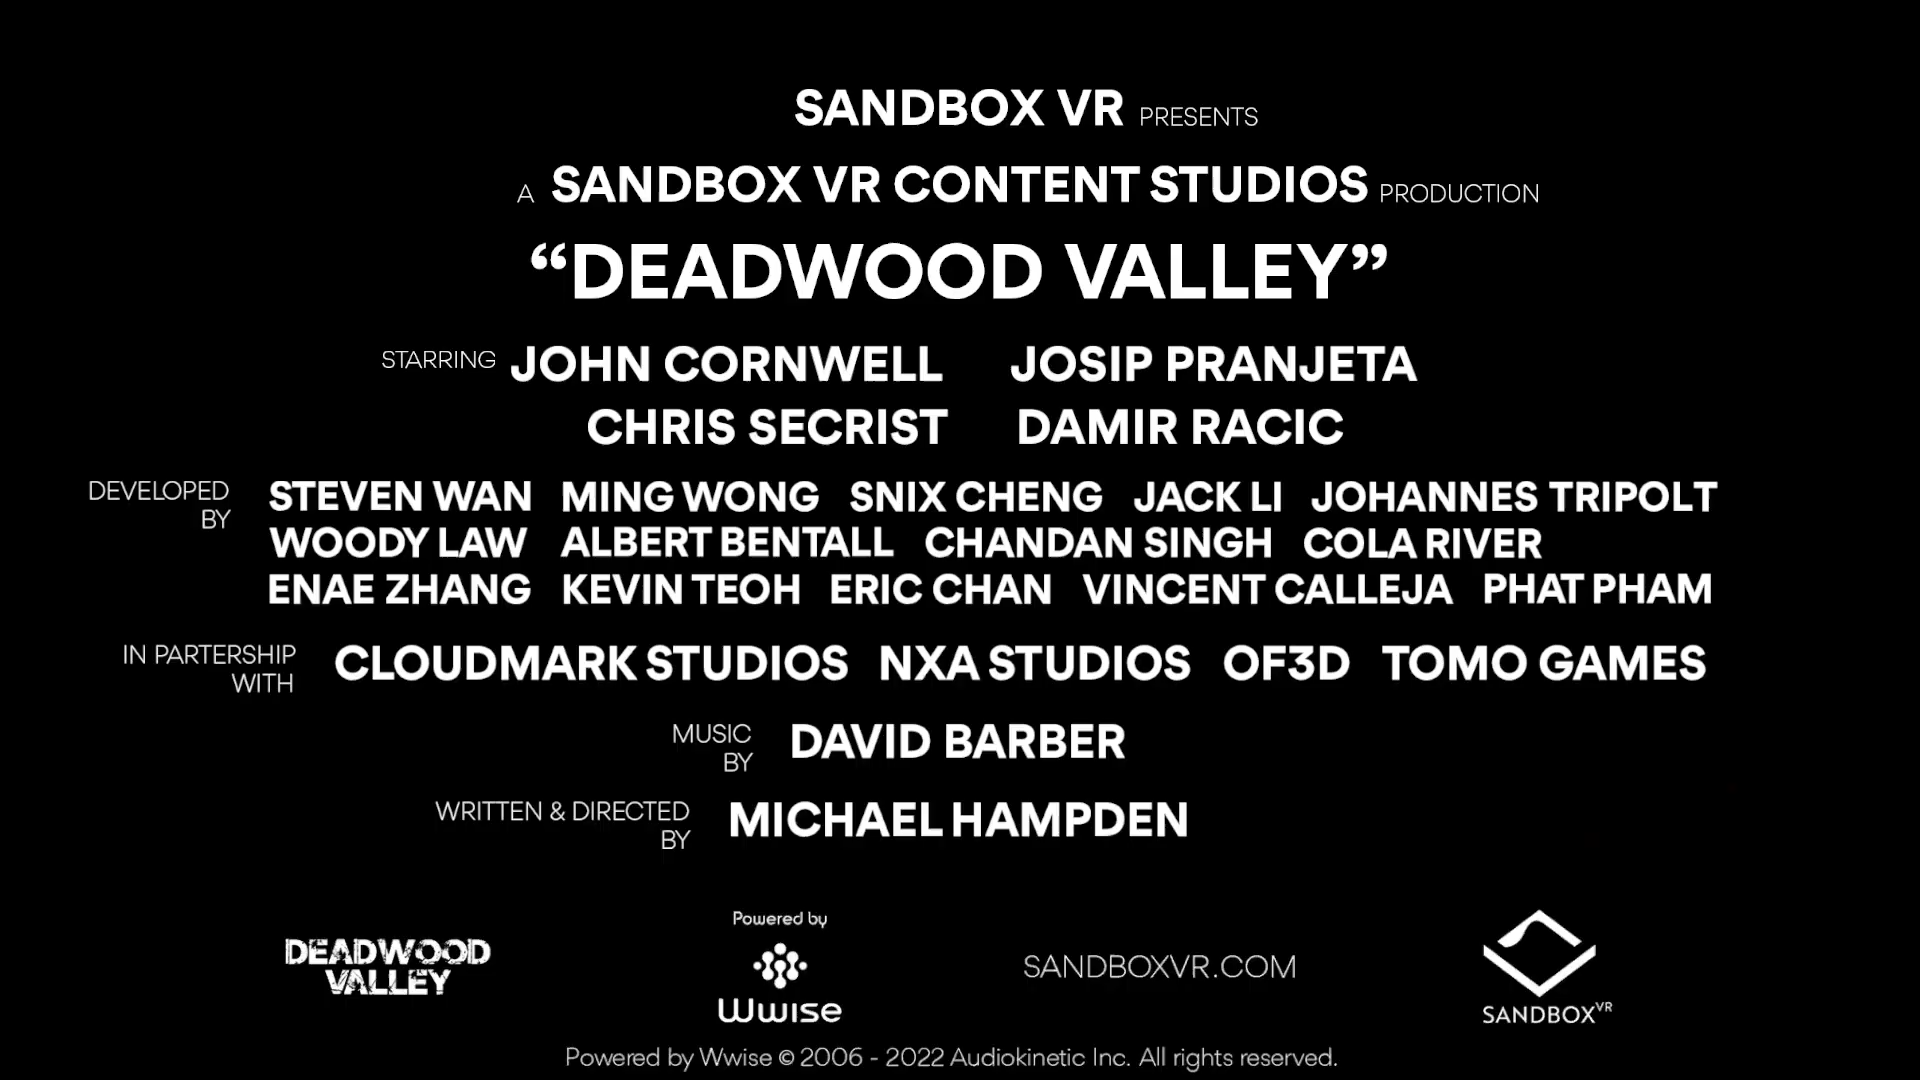 SANDBOX VR PRESENTS
A SANDBOX VR CONTENT STUDIOS PRODUCTION
“DEADWOOD VALLEY”
STARRING JOHN CORNWELL JOSIP PRANJETA
CHRIS SECRIST DAMIR RACIC
DEVELOPED BY STEVEN WAN MING WONG SNIX CHENG JACK LI JOHANNES TRIPOLT
WOODY LAW ALBERT BENTALL CHANDAN SINGH COLA RIVER
ENAE ZHANG KEVIN TEOH ERIC CHAN VINCENT CALLEJA PHAT PHAM
IN PARTERSHIP WITH CLOUDMARK STUDIOS NXA STUDIOS OF3D TOMO GAMES
MUSIC BY DAVID BARBER
WRITTEN & DIRECTED BY MICHAEL HAMPDEN
DEADWOOD
VALLEY
Powered by
Wwise
SANDBOXVR.COM
SANDBOX VR
Powered by Wwise © 2006 - 2022 Audiokinetic Inc. All rights reserved.